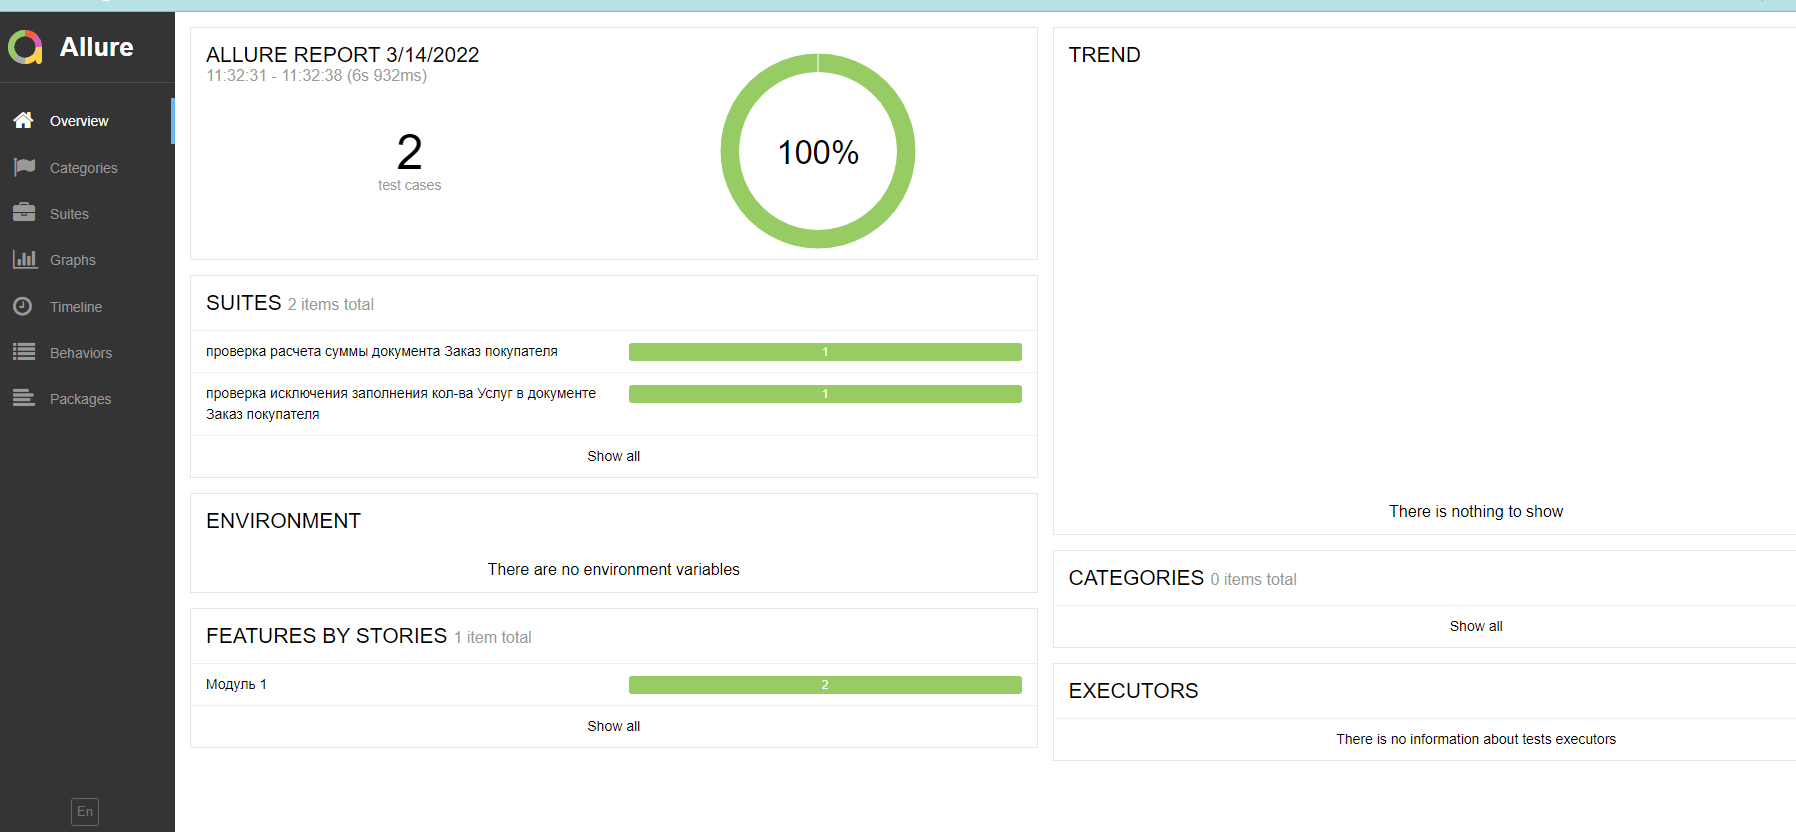 Allure
Overview
Categories
Suites
Graphs
Timeline
Behaviors
Packages
En
ALLURE REPORT 3/14/2022
11:32:31 - 11:32:38 (6s 932ms)
2
test cases
100%
SUITES 2 items total
проверка расчета суммы документа Заказ покупателя
1
проверка исключения заполнения кол-ва Услуг в документе
Заказ покупателя
1
Show all
ENVIRONMENT
There are no environment variables
FEATURES BY STORIES 1 item total
Модуль 1
2
Show all
TREND
There is nothing to show
CATEGORIES 0 items total
Show all
EXECUTORS
There is no information about tests executors